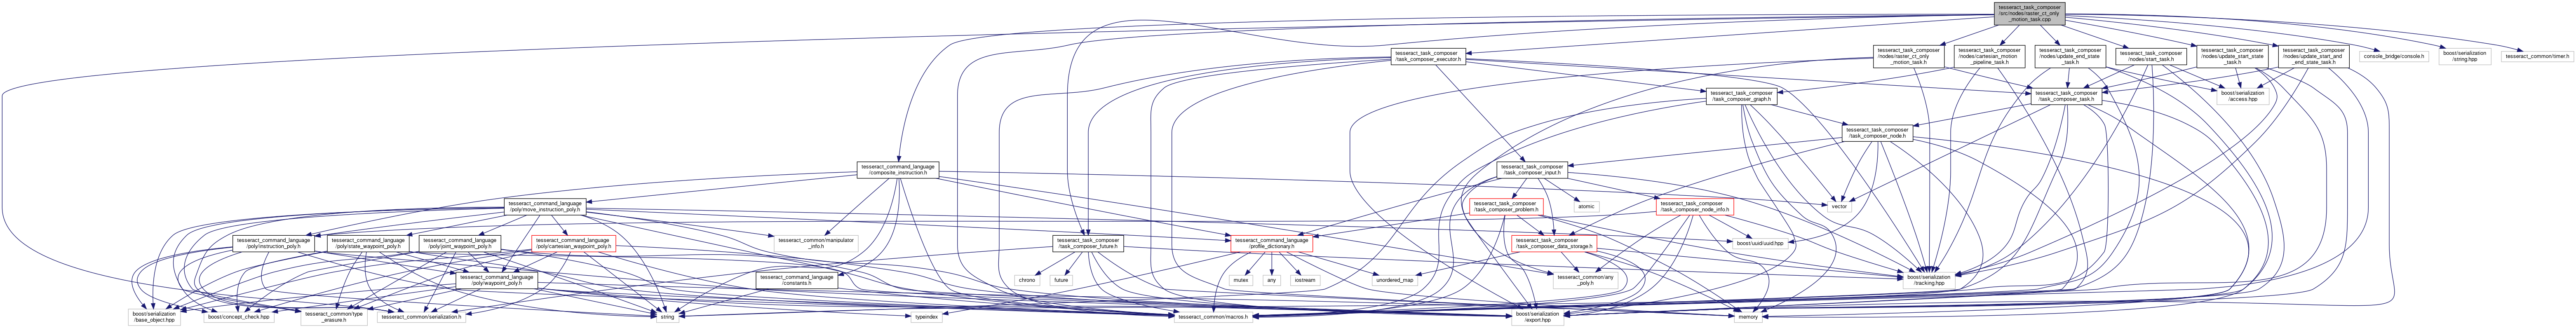 tesseract_task_composer
/src/nodes/raster_ct_only
_motion_task.cpp
tesseract_task_composer
/task_composer_executor.h
tesseract_task_composer
/nodes/raster_ct_only
_motion_task.h
tesseract_task_composer
/nodes/cartesian_motion
_pipeline_task.h
tesseract_task_composer
/nodes/update_end_state
_task.h
tesseract_task_composer
/nodes/start_task.h
tesseract_task_composer
/nodes/update_start_state
_task.h
tesseract_task_composer
/nodes/update_start_and
_end_state_task.h
console_bridge/console.h
boost/serialization
/string.hpp
tesseract_common/timer.h
tesseract_task_composer
/task_composer_graph.h
tesseract_task_composer
/task_composer_task.h
boost/serialization
/access.hpp
tesseract_task_composer
/task_composer_node.h
tesseract_command_language
/composite_instruction.h
tesseract_task_composer
/task_composer_input.h
tesseract_command_language
/poly/move_instruction_poly.h
tesseract_task_composer
/task_composer_problem.h
atomic
tesseract_task_composer
/task_composer_node_info.h
vector
tesseract_command_language
/poly/instruction_poly.h
tesseract_command_language
/poly/state_waypoint_poly.h
tesseract_command_language
/poly/joint_waypoint_poly.h
tesseract_command_language
/poly/cartesian_waypoint_poly.h
tesseract_common/manipulator
_info.h
tesseract_task_composer
/task_composer_future.h
tesseract_command_language
/profile_dictionary.h
tesseract_task_composer
/task_composer_data_storage.h
boost/uuid/uuid.hpp
tesseract_command_language
/poly/waypoint_poly.h
tesseract_command_language
/constants.h
chrono
future
mutex
any
iostream
unordered_map
tesseract_common/any
_poly.h
boost/serialization
/tracking.hpp
boost/serialization
/base_object.hpp
boost/concept_check.hpp
tesseract_common/type
_erasure.h
tesseract_common/serialization.h
string
typeindex
tesseract_common/macros.h
boost/serialization
/export.hpp
memory